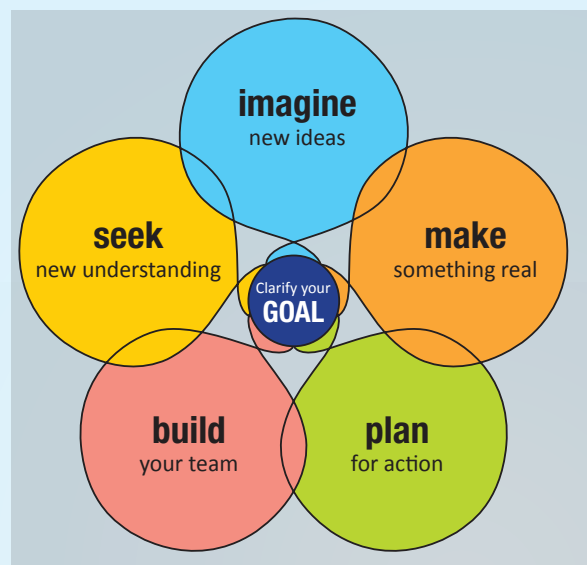 imagine
new ideas
seek
new understanding
make
something real
Clarify your
GOAL
build
your team
plan
for action